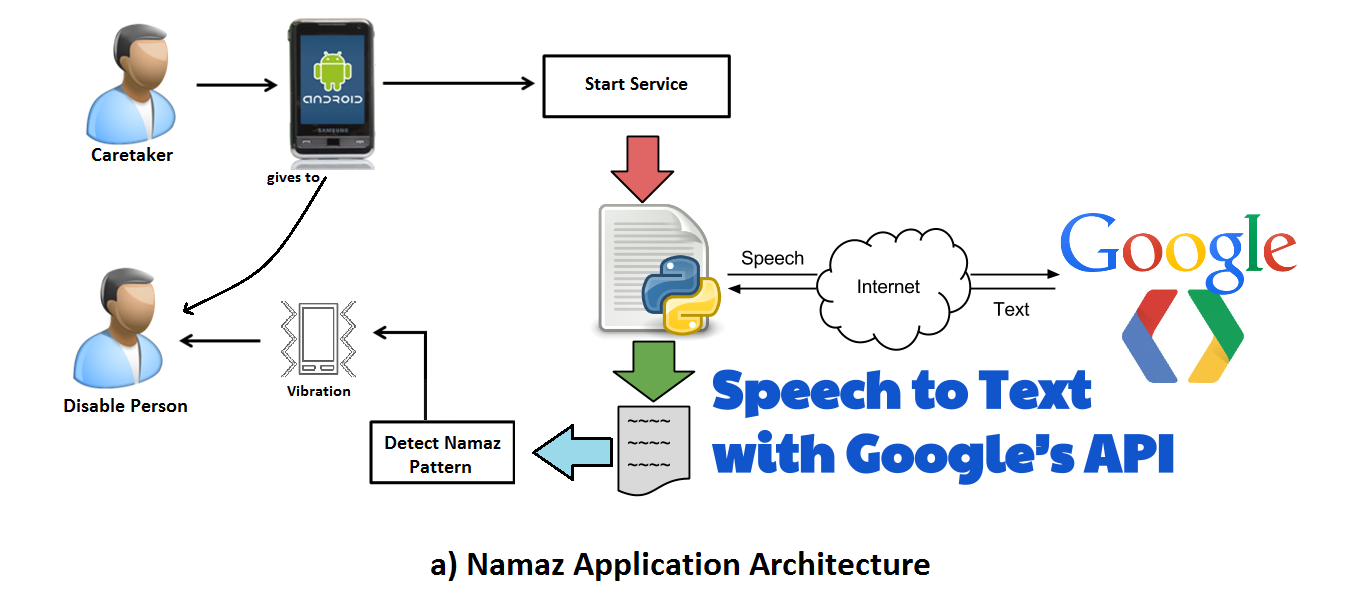 ANDROID
SAMSUNG
Start Service
Caretaker
gives to
Speech
Internet
Text
Google
Disable Person
Vibration
Detect Namaz
Pattern
~~~~
~~~~
~~~~
Speech to Text
with Google's API
a) Namaz Application Architecture